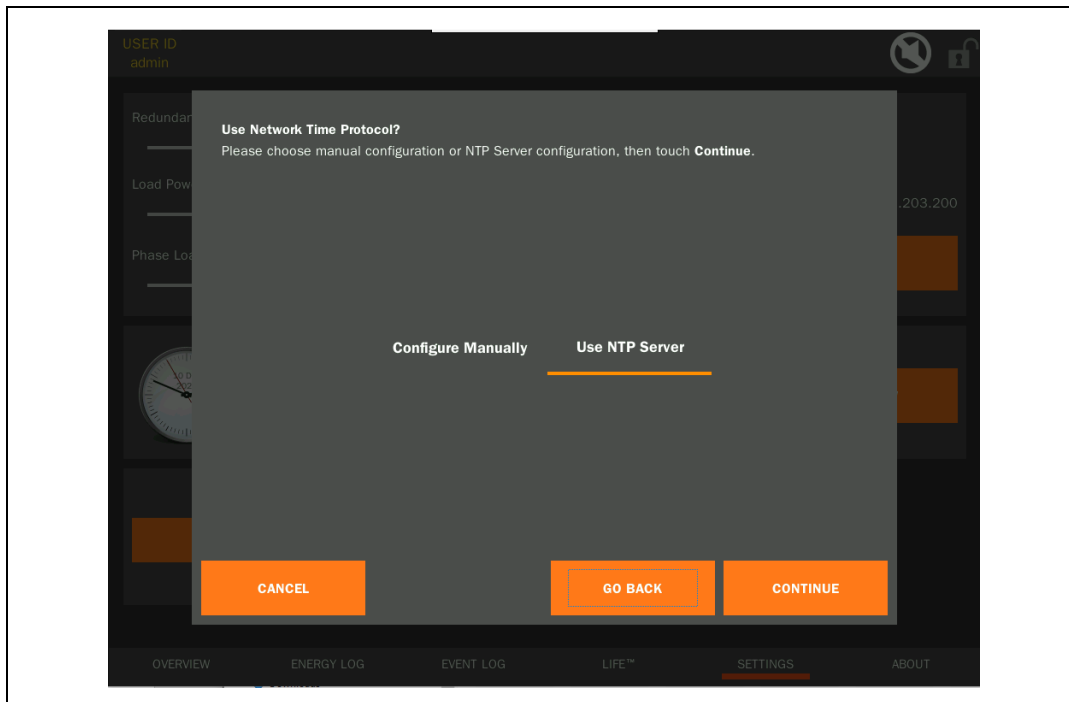 USER ID
admin
Redundan
Use Network Time Protocol?
Please choose manual configuration or NTP Server configuration, then touch Continue.
Load Pow
.203.200
Phase Loa
Configure Manually
Use NTP Server
CANCEL
GO BACK
CONTINUE
OVERVIEW
ENERGY LOG
EVENT LOG
LIFE™
SETTINGS
ABOUT